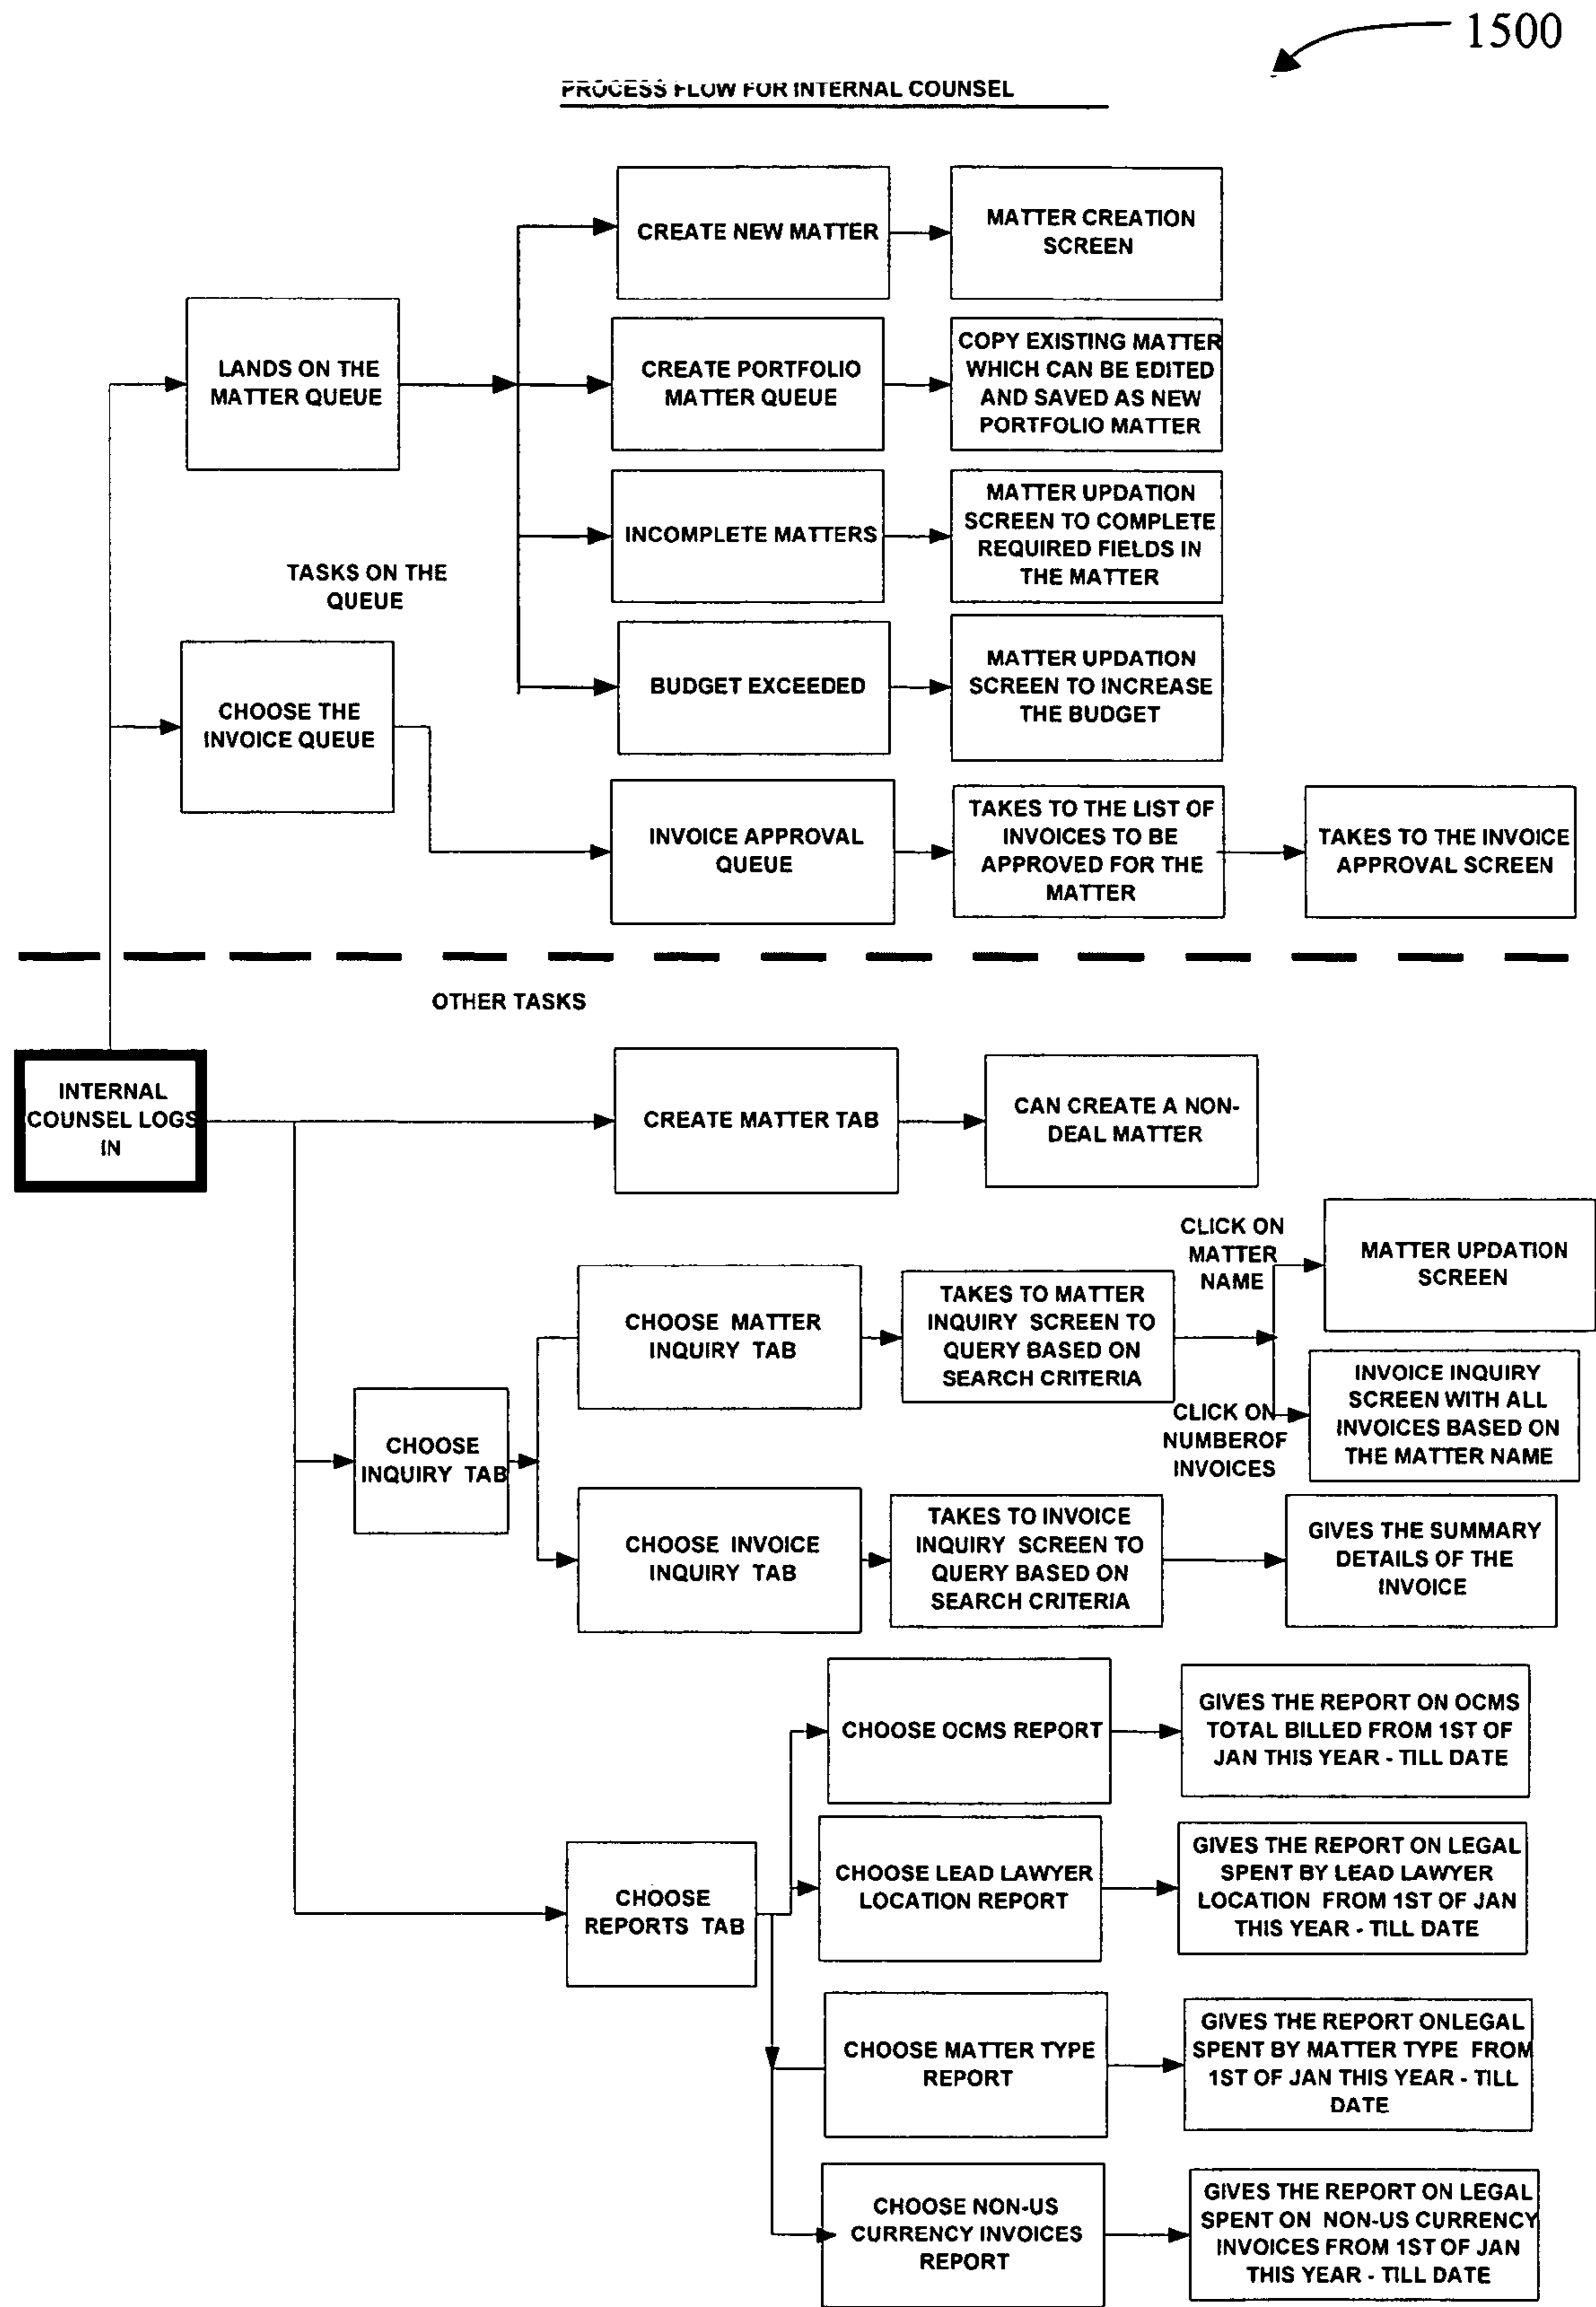 1500
PROCESS FLOW FOR INTERNAL COUNSEL
CREATE NEW MATTER
MATTER CREATION
SCREEN
LANDS ON THE
MATTER QUEUE
CREATE PORTFOLIO
MATTER QUEUE
COPY EXISTING MATTER
WHICH CAN BE EDITED
AND SAVED AS NEW
PORTFOLIO MATTER
INCOMPLETE MATTERS
MATTER UPDATION
SCREEN TO COMPLETE
REQUIRED FIELDS IN
THE MATTER
TASKS ON THE
QUEUE
BUDGET EXCEEDED
MATTER UPDATION
SCREEN TO INCREASE
THE BUDGET
CHOOSE THE
INVOICE QUEUE
INVOICE APPROVAL
QUEUE
TAKES TO THE LIST OF
INVOICES TO BE
APPROVED FOR THE
MATTER
TAKES TO THE INVOICE
APPROVAL SCREEN
OTHER TASKS
INTERNAL
COUNSEL LOGS
IN
CREATE MATTER TAB
CAN CREATE A NON-
DEAL MATTER
CHOOSE INQUIRY TAB
CHOOSE MATTER
INQUIRY TAB
TAKES TO MATTER
INQUIRY SCREEN TO
QUERY BASED ON
SEARCH CRITERIA
CLICK ON
MATTER
NAME
MATTER UPDATION
SCREEN
CLICK ON
NUMBEROF
INVOICES
INVOICE INQUIRY
SCREEN WITH ALL
INVOICES BASED ON
THE MATTER NAME
CHOOSE INVOICE
INQUIRY TAB
TAKES TO INVOICE
INQUIRY SCREEN TO
QUERY BASED ON
SEARCH CRITERIA
GIVES THE SUMMARY
DETAILS OF THE
INVOICE
CHOOSE
REPORTS TAB
CHOOSE OCMS REPORT
GIVES THE REPORT ON OCMS
TOTAL BILLED FROM 1ST OF
JAN THIS YEAR - TILL DATE
CHOOSE LEAD LAWYER
LOCATION REPORT
GIVES THE REPORT ON LEGAL
SPENT BY LEAD LAWYER
LOCATION FROM 1ST OF JAN
THIS YEAR - TILL DATE
CHOOSE MATTER TYPE
REPORT
GIVES THE REPORT ONLEGAL
SPENT BY MATTER TYPE FROM
1ST OF JAN THIS YEAR - TILL
DATE
CHOOSE NON-US
CURRENCY INVOICES
REPORT
GIVES THE REPORT ON LEGAL
SPENT ON NON-US CURRENCY
INVOICES FROM 1ST OF JAN
THIS YEAR - TILL DATE